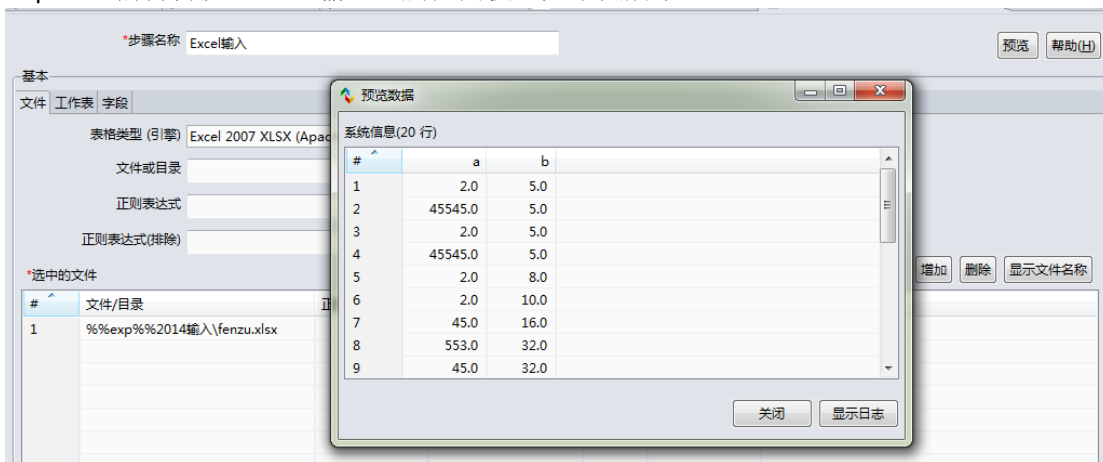 *步骤名称 Excel输入 预览 帮助(H)
基本
文件 工作表 字段
表格类型 (引擎) Excel 2007 XLSX (Apac
文件或目录
正则表达式
正则表达式(排除)
*选中的文件 增加 删除 显示文件名称
# 文件/目录
1 %%exp%%2014输入\fenzu.xlsx
预览数据
系统信息(20 行)
# a b
1 2.0 5.0
2 45545.0 5.0
3 2.0 5.0
4 45545.0 5.0
5 2.0 8.0
6 2.0 10.0
7 45.0 16.0
8 553.0 32.0
9 45.0 32.0
关闭 显示日志